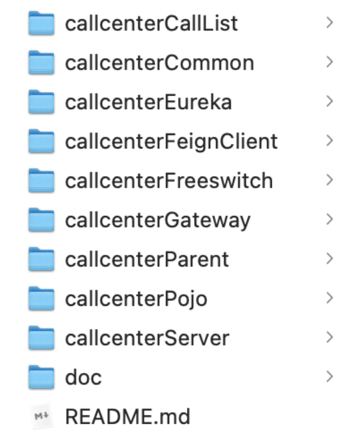 callcenterCallList
callcenterCommon
callcenterEureka
callcenterFeignClient
callcenterFreeswitch
callcenterGateway
callcenterParent
callcenterPojo
callcenterServer
doc
M↓ README.md